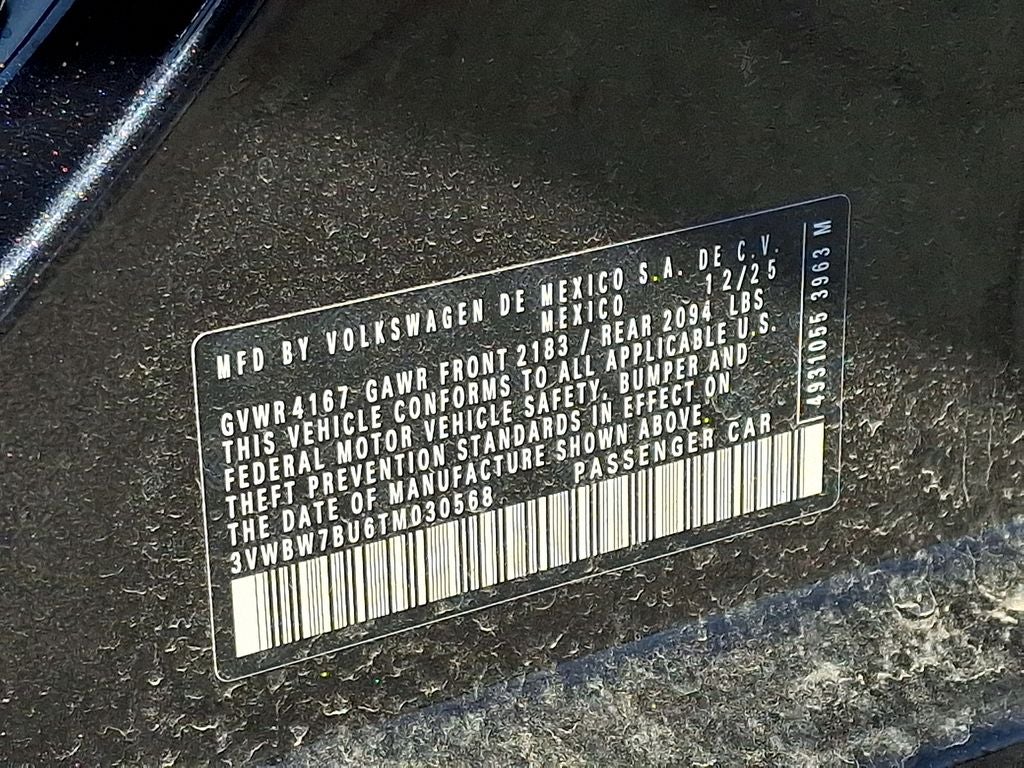 MFD BY VOLKSWAGEN DE MEXICO S.A. DE C.V.
MEXICO 12/25
GVWR 4167 GAWR FRONT 2183 / REAR 2094 LBS
THIS VEHICLE CONFORMS TO ALL APPLICABLE U.S.
FEDERAL MOTOR VEHICLE SAFETY, BUMPER AND
THEFT PREVENTION STANDARDS IN EFFECT ON
THE DATE OF MANUFACTURE SHOWN ABOVE.
3VWBW7BU6TM030568 PASSENGER CAR
4931055 3963 M